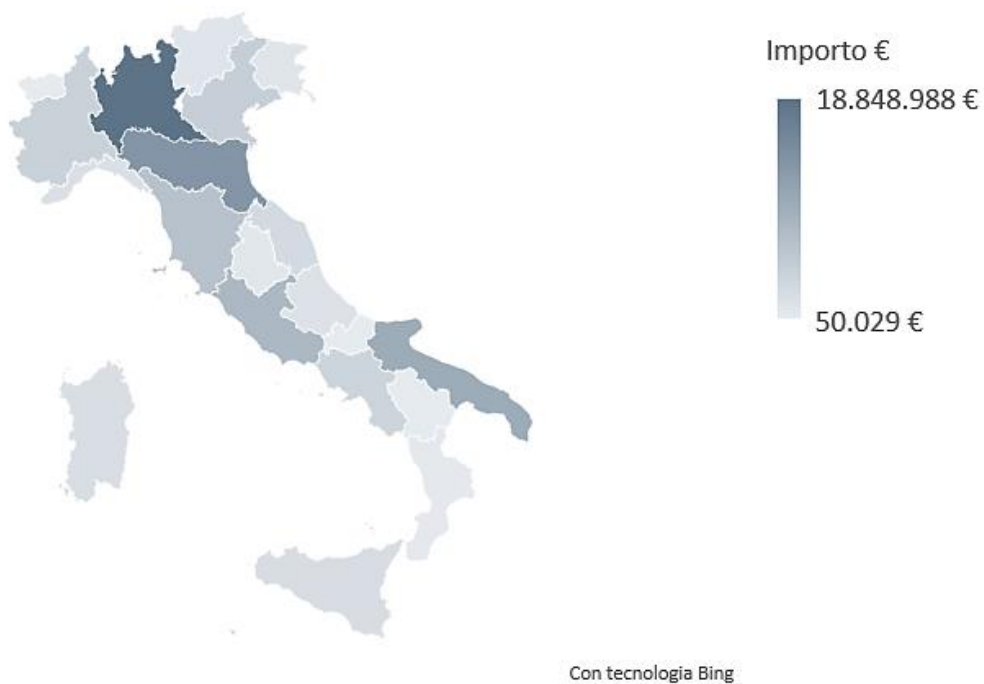 Importo €
18.848.988 €
50.029 €
Con tecnologia Bing